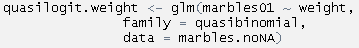 quasilogit.weight <- glm(marbles01 ~ weight,
family = quasibinomial,
data = marbles.noNA)